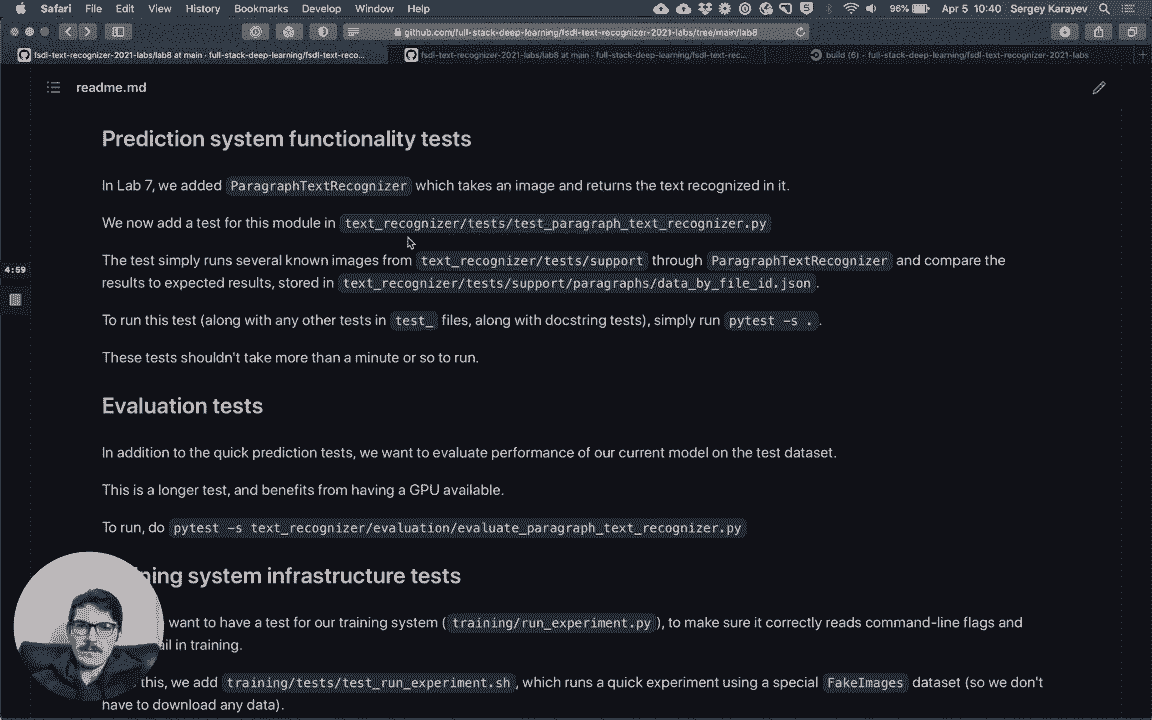 Safari File Edit View History Bookmarks Develop Window Help 96% Apr 5 10:40 Sergey Karayev
github.com/full-stack-deep-learning/fsdl-text-recognizer-2021-labs/tree/main/lab8
fsdl-text-recognizer-2021-labs/lab8 at main · full-stack-deep-learning/fsdl-text-reco... fsdl-text-recognizer-2021-labs/lab8 at main · full-stack-deep-learning/fsdl-text-rec... build (6) · full-stack-deep-learning/fsdl-text-recognizer-2021-labs
readme.md
Prediction system functionality tests
In Lab 7, we added ParagraphTextRecognizer which takes an image and returns the text recognized in it.
We now add a test for this module in text_recognizer/tests/test_paragraph_text_recognizer.py
4:59
The test simply runs several known images from text_recognizer/tests/support through ParagraphTextRecognizer and compare the
results to expected results, stored in text_recognizer/tests/support/paragraphs/data_by_file_id.json.
To run this test (along with any other tests in test_ files, along with docstring tests), simply run pytest -s . .
These tests shouldn't take more than a minute or so to run.
Evaluation tests
In addition to the quick prediction tests, we want to evaluate performance of our current model on the test dataset.
This is a longer test, and benefits from having a GPU available.
To run, do pytest -s text_recognizer/evaluation/evaluate_paragraph_text_recognizer.py
ning system infrastructure tests
want to have a test for our training system ( training/run_experiment.py ), to make sure it correctly reads command-line flags and
ail in training.
this, we add training/tests/test_run_experiment.sh , which runs a quick experiment using a special FakeImages dataset (so we don't
have to download any data).